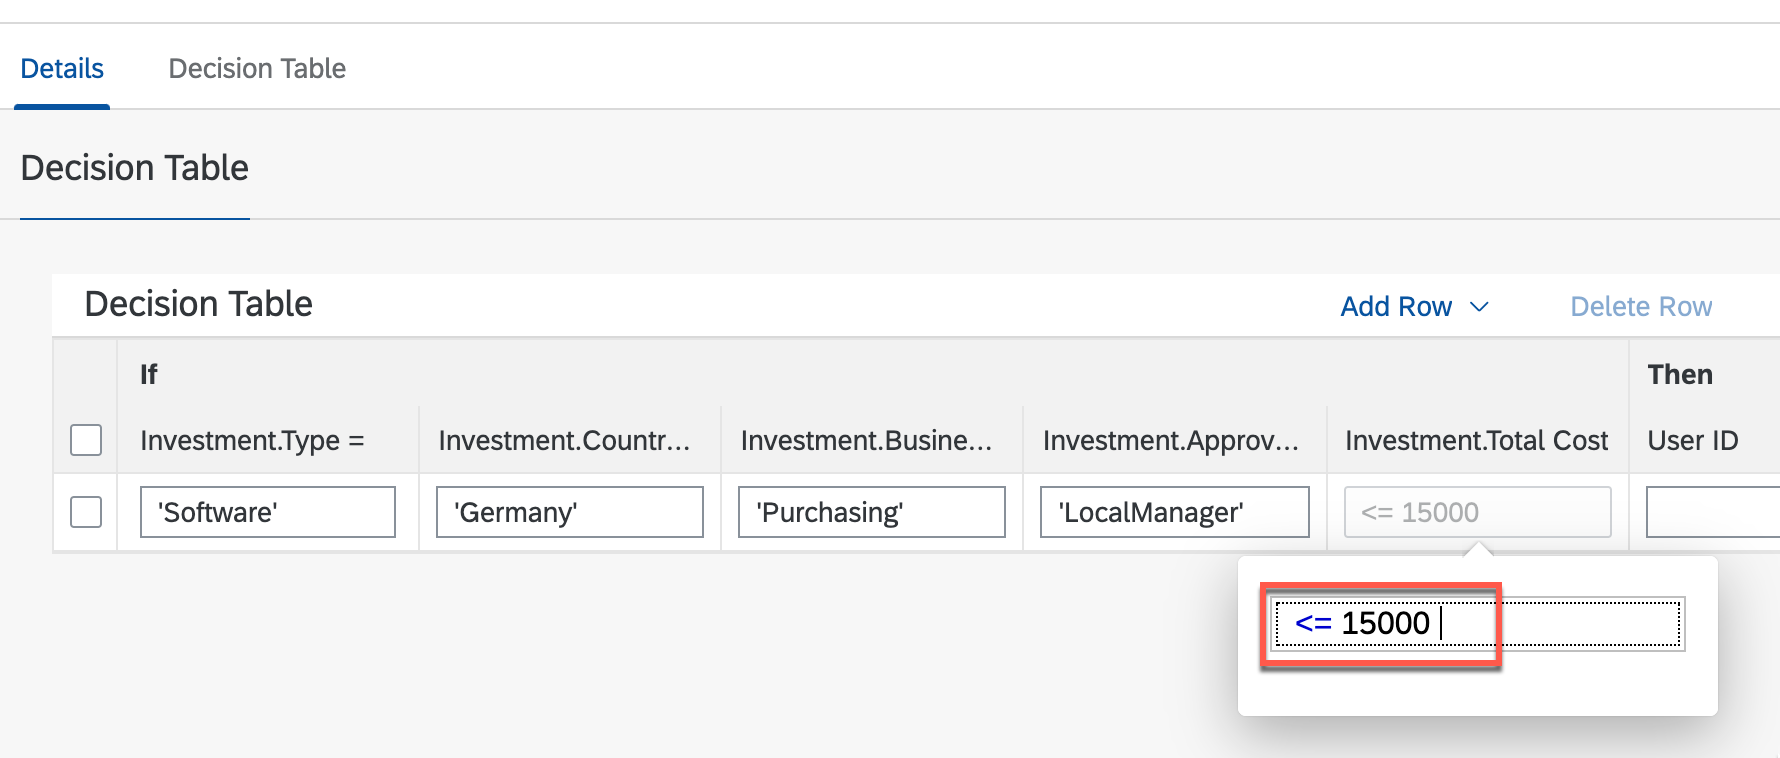 Details Decision Table
Decision Table
Decision Table Add Row Delete Row
If Then
Investment.Type = Investment.Countr... Investment.Busine... Investment.Approv... Investment.Total Cost User ID
'Software' 'Germany' 'Purchasing' 'LocalManager' <= 15000
<= 15000